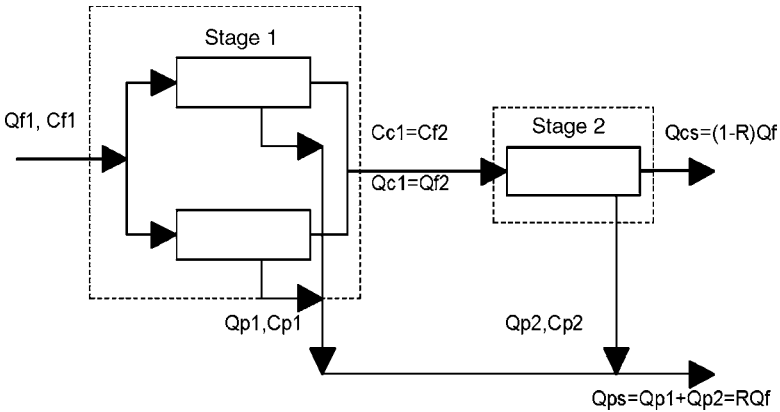 Stage 1
Qf1, Cf1
Cc1=Cf2
Qc1=Qf2
Stage 2
Qcs=(1-R)Qf
Qp1,Cp1
Qp2,Cp2
Qps=Qp1+Qp2=RQf